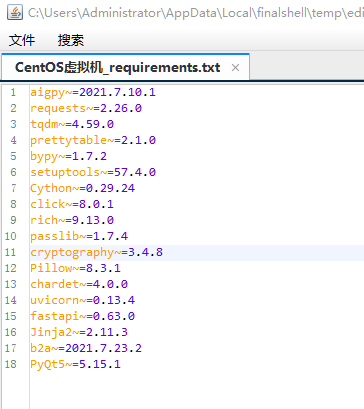 C:\Users\Administrator\AppData\Local\finalshell\temp\edi
文件 搜索
CentOS虚拟机_requirements.txt ×
1 aigpy~=2021.7.10.1
2 requests~=2.26.0
3 tqdm~=4.59.0
4 prettytable~=2.1.0
5 bypy~=1.7.2
6 setuptools~=57.4.0
7 Cython~=0.29.24
8 click~=8.0.1
9 rich~=9.13.0
10 passlib~=1.7.4
11 cryptography~=3.4.8
12 Pillow~=8.3.1
13 chardet~=4.0.0
14 uvicorn~=0.13.4
15 fastapi~=0.63.0
16 Jinja2~=2.11.3
17 b2a~=2021.7.23.2
18 PyQt5~=5.15.1